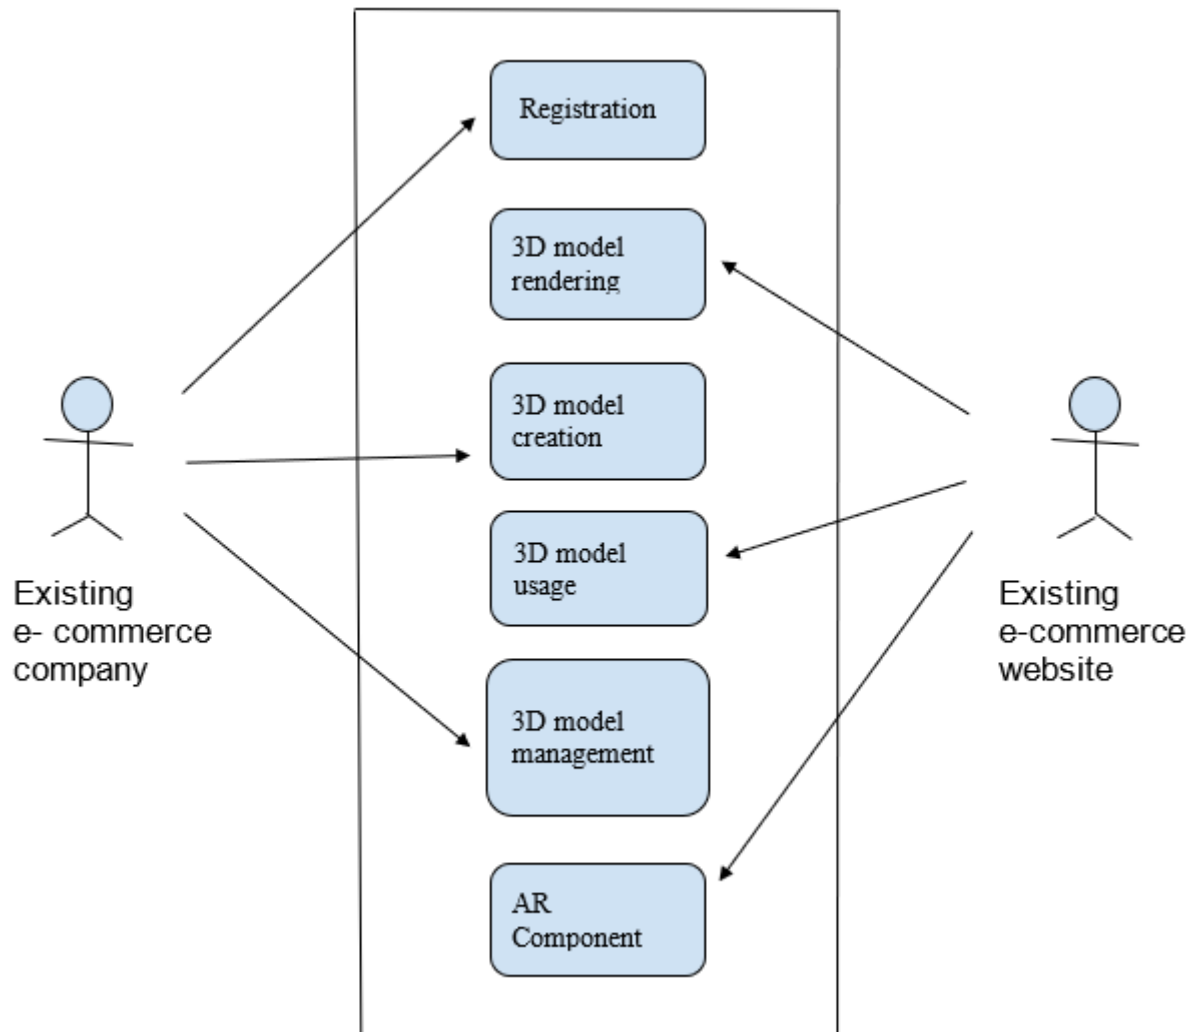 Registration
3D model
rendering
3D model
creation
3D model
usage
3D model
management
AR
Component
Existing
e- commerce
company
Existing
e-commerce
website